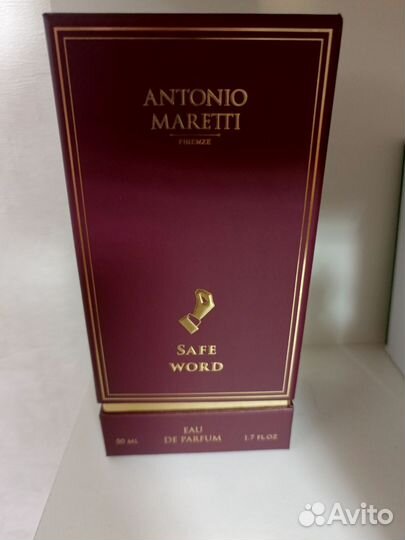 ANTONIO
MARETTI
FIRENZE
SAFE
WORD
EAU
50 ML DE PARFUM 1.7 FL.OZ
Avito